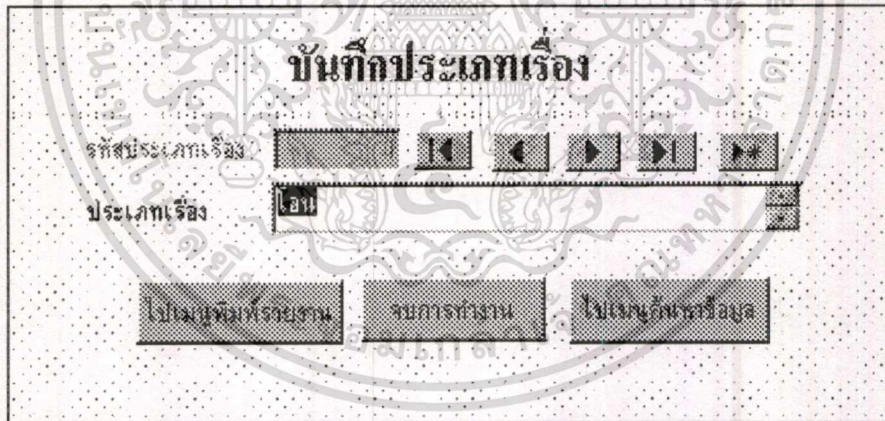 บันทึกประเภทเรื่อง
รหัสประเภทเรื่อง
ประเภทเรื่อง โอน
ไปเมนูพิมพ์รายงาน จบการทำงาน ไปเมนูค้นหาข้อมูล